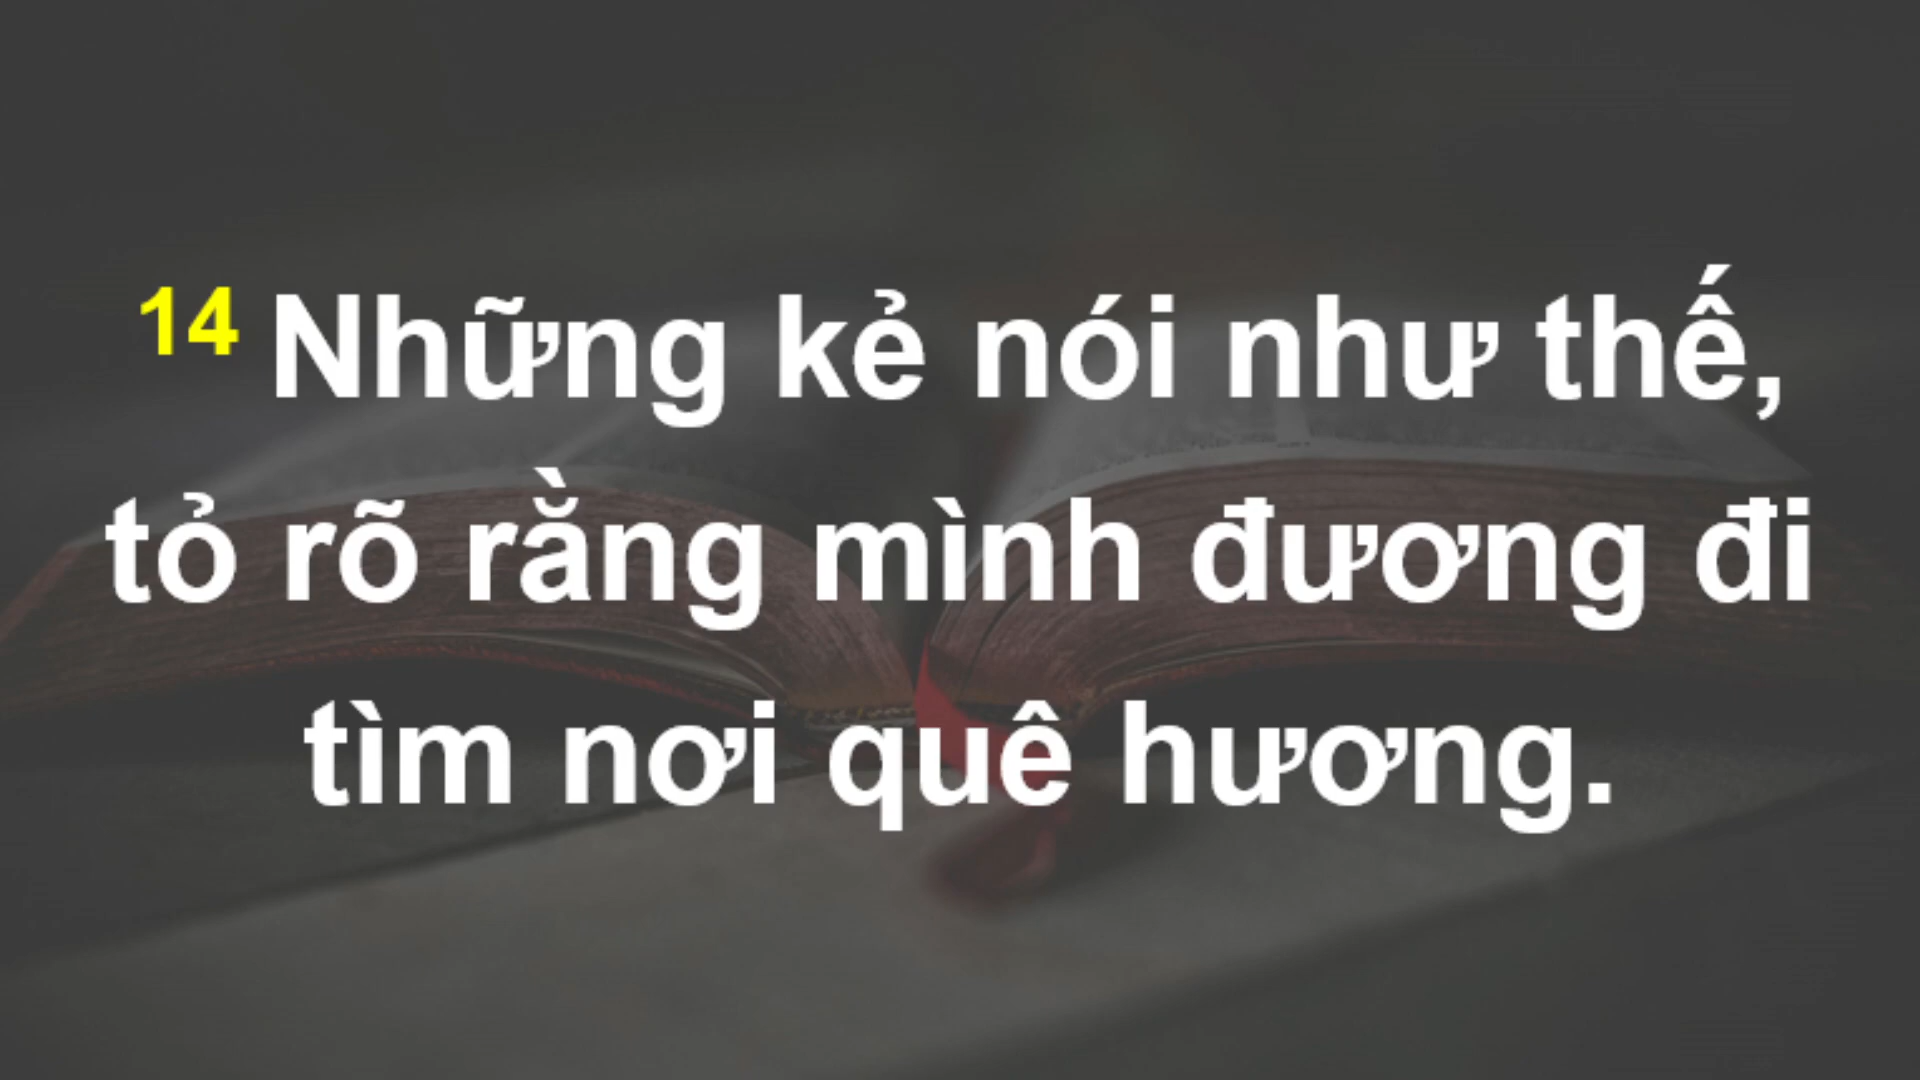 14 Những kẻ nói như thế,
tỏ rõ rằng mình đương đi
tìm nơi quê hương.